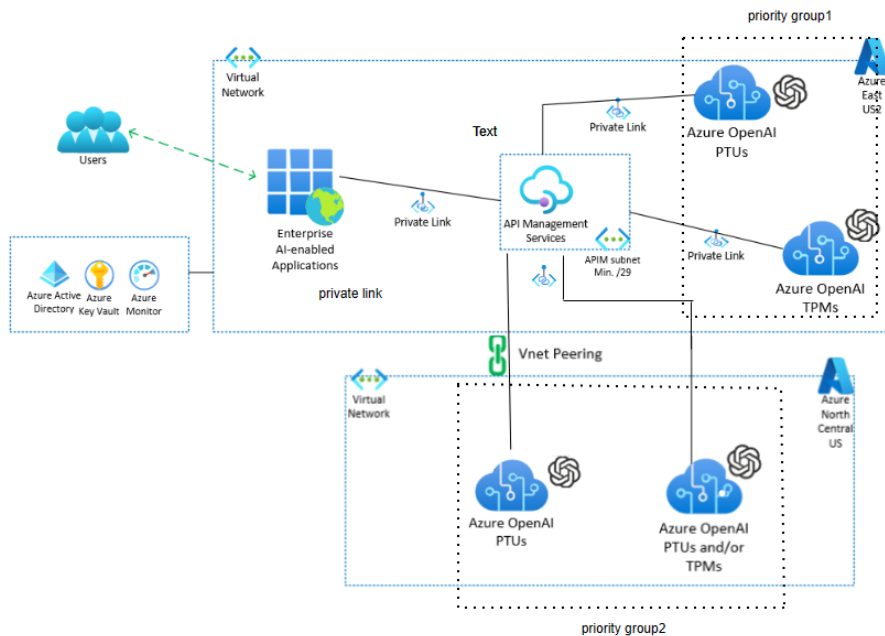 priority group1
Virtual
Network
Azure
East
US2
Private Link
Azure OpenAI
PTUs
Text
Users
API Management
Services
Private Link
Enterprise
AI-enabled
Applications
APIM subnet
Min. /29
Private Link
Azure OpenAI
TPMs
Azure Active
Directory
Azure
Key Vault
Azure
Monitor
private link
Vnet Peering
Virtual
Network
Azure
North
Central
US
Azure OpenAI
PTUs
Azure OpenAI
PTUs and/or
TPMs
priority group2